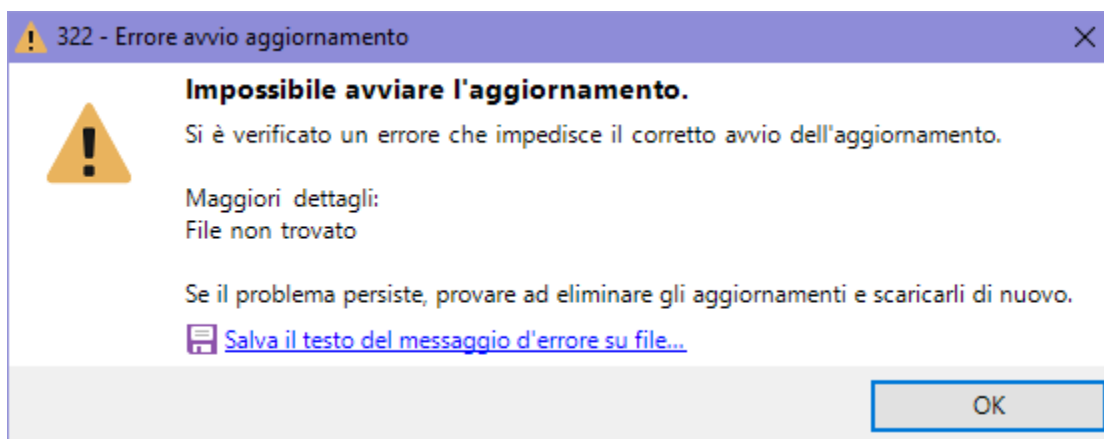 322 - Errore avvio aggiornamento
Impossibile avviare l'aggiornamento.
Si è verificato un errore che impedisce il corretto avvio dell'aggiornamento.
Maggiori dettagli:
File non trovato
Se il problema persiste, provare ad eliminare gli aggiornamenti e scaricarli di nuovo.
Salva il testo del messaggio d'errore su file...
OK